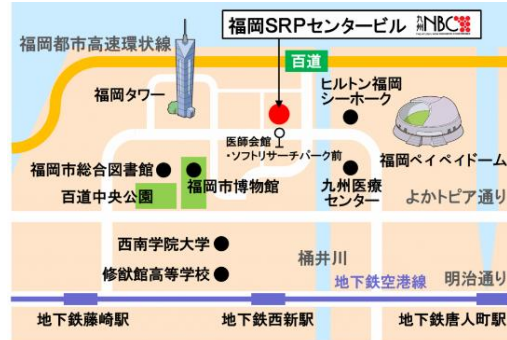 福岡SRPセンタービル 九州NBC
福岡都市高速環状線
百道
福岡タワー
ヒルトン福岡
シーホーク
医師会館
・ソフトリサーチパーク前
福岡ペイペイドーム
福岡市総合図書館
福岡市博物館
九州医療
センター
百道中央公園
よかトピア通り
西南学院大学
修猷館高等学校
樋井川
地下鉄空港線
明治通り
地下鉄藤崎駅
地下鉄西新駅
地下鉄唐人町駅